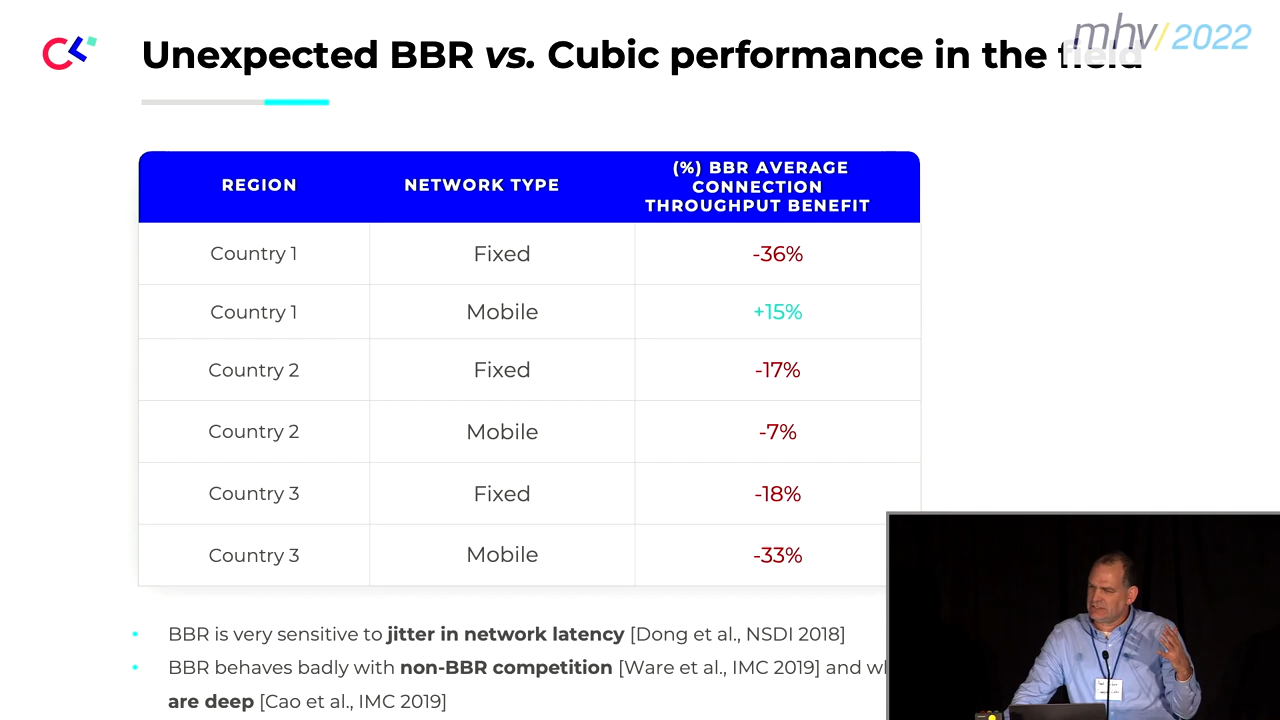 mhv/2022
Unexpected BBR vs. Cubic performance in the field
REGION
NETWORK TYPE
(%) BBR AVERAGE
CONNECTION
THROUGHPUT BENEFIT
Country 1
Fixed
-36%
Country 1
Mobile
+15%
Country 2
Fixed
-17%
Country 2
Mobile
-7%
Country 3
Fixed
-18%
Country 3
Mobile
-33%
• BBR is very sensitive to jitter in network latency [Dong et al., NSDI 2018]
• BBR behaves badly with non-BBR competition [Ware et al., IMC 2019] and
are deep [Cao et al., IMC 2019]